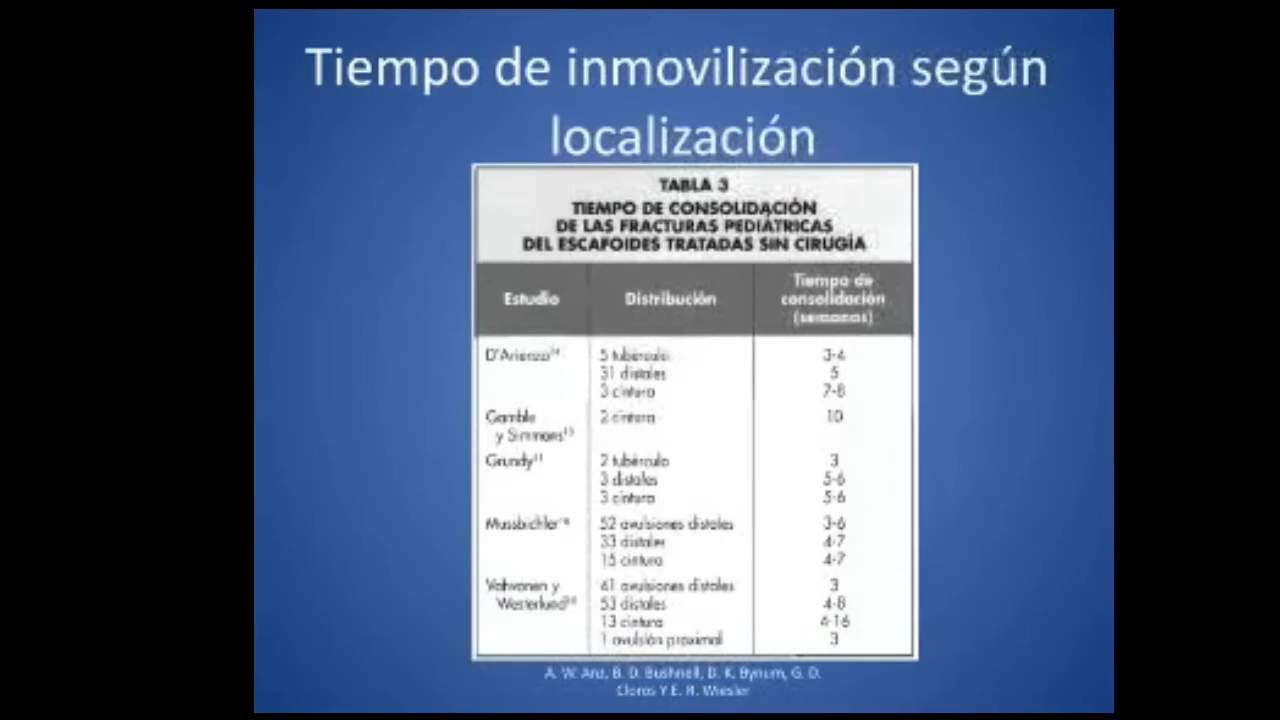 Tiempo de inmovilización según
localización
TABLA 3
TIEMPO DE CONSOLIDACIÓN
DE LAS FRACTURAS PEDIÁTRICAS
DEL ESCAFOIDES TRATADAS SIN CIRUGÍA
Estudio Distribución Tiempo de
consolidación
(semanas)
D'Arienzo 5 tubérculo 3-4
31 distales 5
3 cintura 7-8
Gamble 2 cintura 10
y Simmons
Grundy 2 tubérculo 3
3 distales 5-6
3 cintura 5-6
Mussbichler 52 avulsiones distales 3-6
33 distales 4-7
15 cintura 4-7
Vahvanen y 41 avulsiones distales 3
Westerlund 53 distales 4-8
13 cintura 4-16
1 avulsión proximal 3
A. W. Anz, B. D. Bushnell, D. K. Bynum, G. D.
Cloros Y E. R. Wiesler